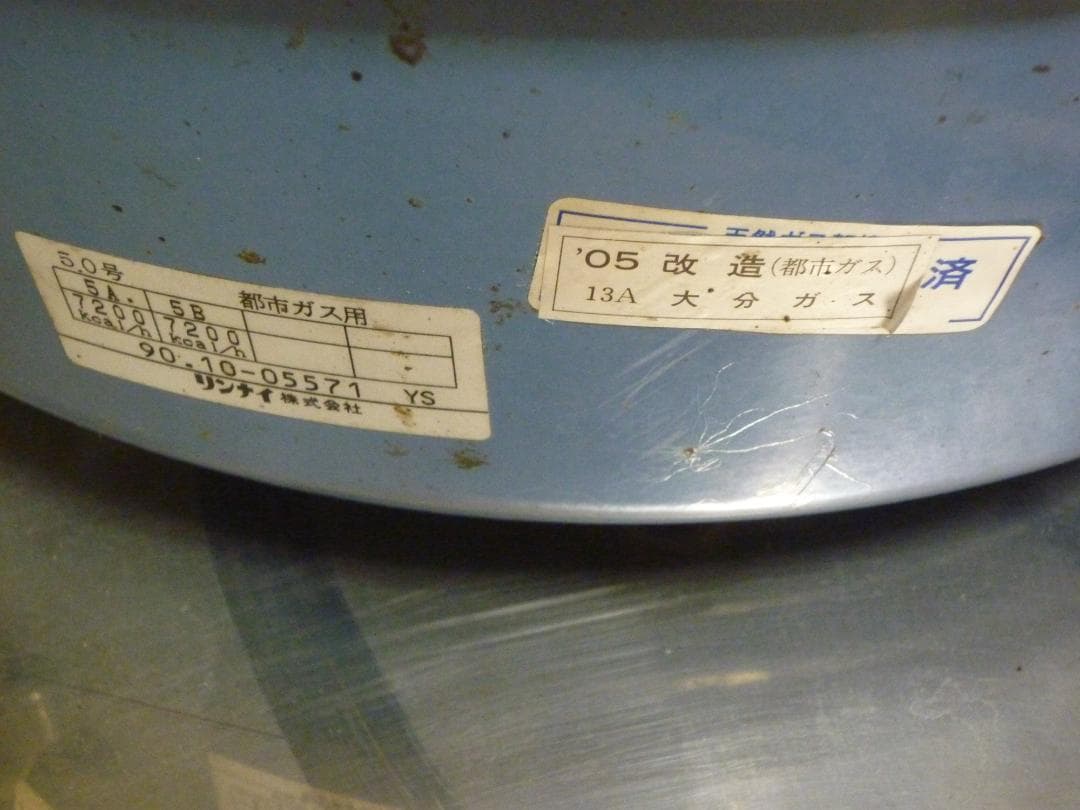 5.0号
都市ガス用
5A. 5B
7200 7200
kcal/h kcal/h
90.10-05571 YS
リンナイ株式会社
済
'05 改造(都市ガス)
13A 大分ガス